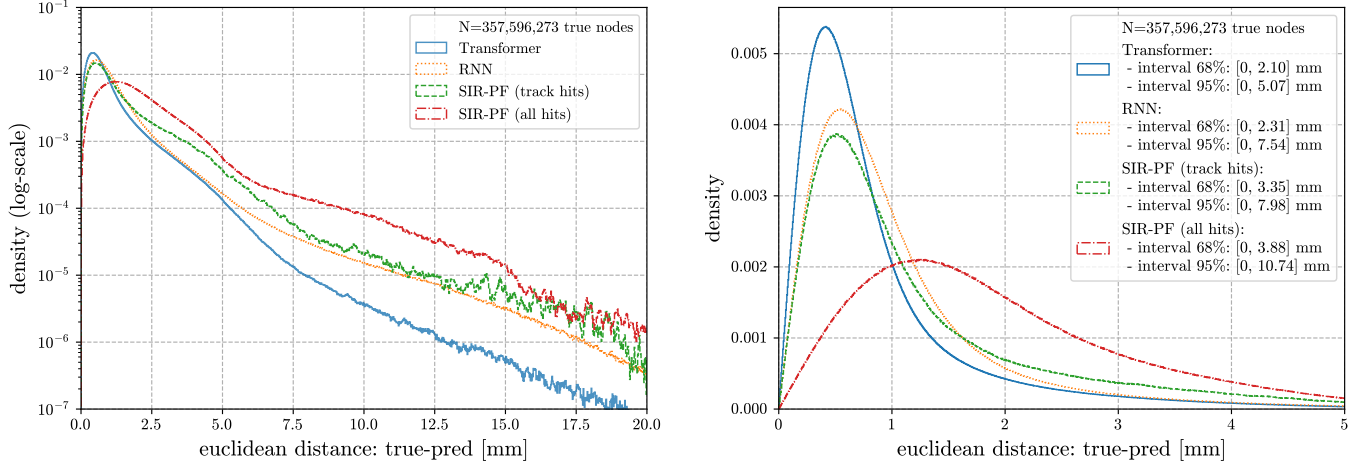 10⁻¹
10⁻²
10⁻³
10⁻⁴
10⁻⁵
10⁻⁶
10⁻⁷
density (log-scale)
N=357,596,273 true nodes
Transformer
RNN
SIR-PF (track hits)
SIR-PF (all hits)
0.0 2.5 5.0 7.5 10.0 12.5 15.0 17.5 20.0
euclidean distance: true-pred [mm]
0.005
0.004
0.003
0.002
0.001
0.000
density
N=357,596,273 true nodes
Transformer:
- interval 68%: [0, 2.10] mm
- interval 95%: [0, 5.07] mm
RNN:
- interval 68%: [0, 2.31] mm
- interval 95%: [0, 7.54] mm
SIR-PF (track hits):
- interval 68%: [0, 3.35] mm
- interval 95%: [0, 7.98] mm
SIR-PF (all hits):
- interval 68%: [0, 3.88] mm
- interval 95%: [0, 10.74] mm
0 1 2 3 4 5
euclidean distance: true-pred [mm]